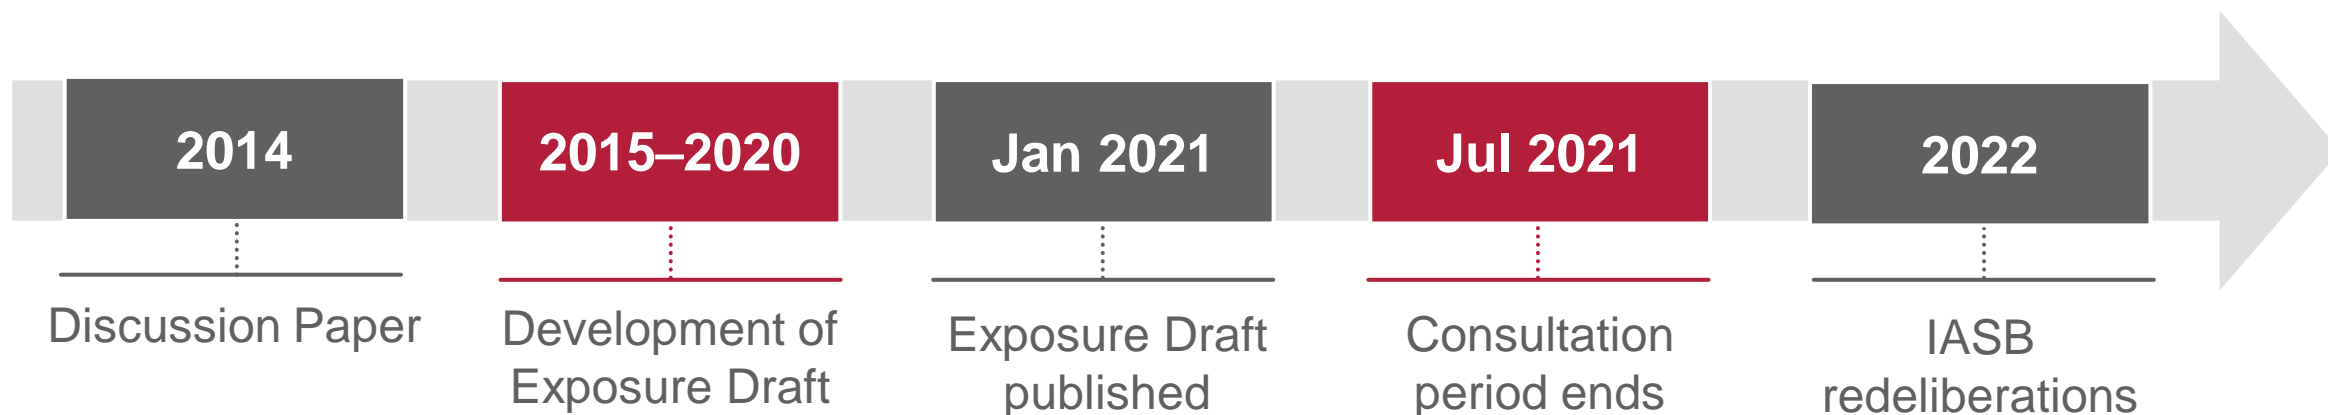 2014
2015–2020
Jan 2021
Jul 2021
2022
Discussion Paper
Development of
Exposure Draft
Exposure Draft
published
Consultation
period ends
IASB
redeliberations